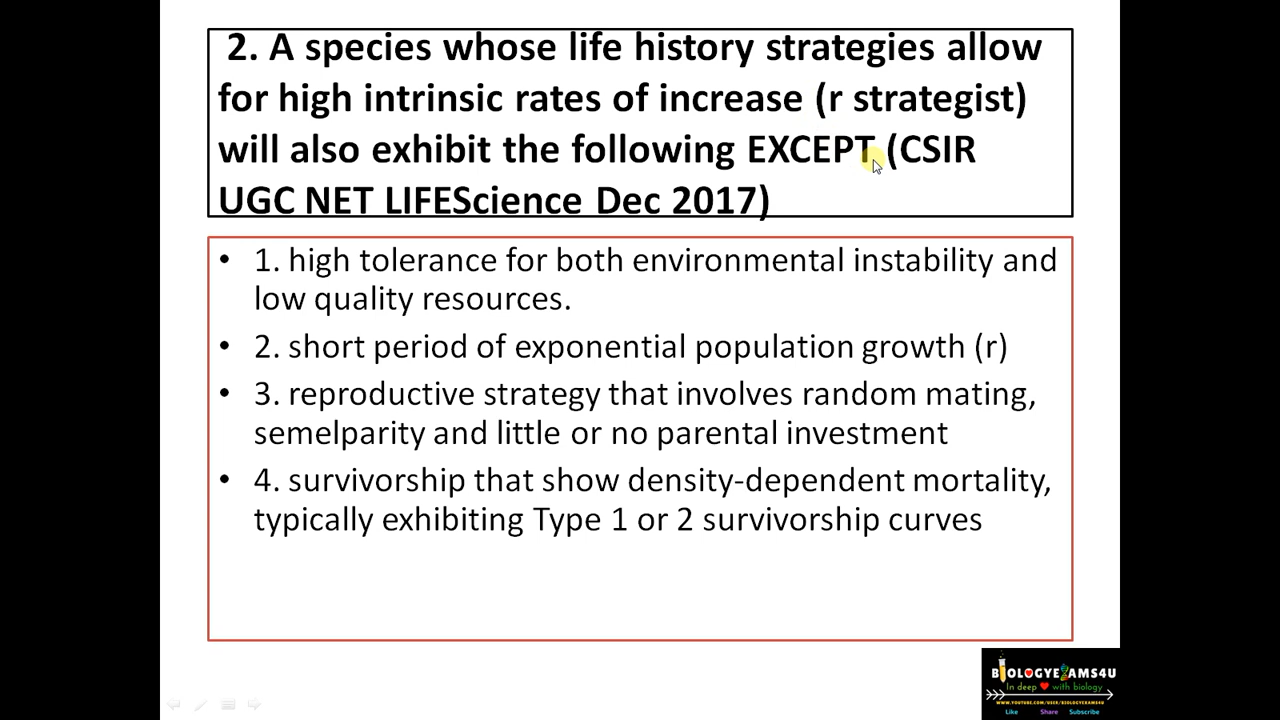 2. A species whose life history strategies allow
for high intrinsic rates of increase (r strategist)
will also exhibit the following EXCEPT (CSIR
UGC NET LIFEScience Dec 2017)
• 1. high tolerance for both environmental instability and
low quality resources.
• 2. short period of exponential population growth (r)
• 3. reproductive strategy that involves random mating,
semelparity and little or no parental investment
• 4. survivorship that show density-dependent mortality,
typically exhibiting Type 1 or 2 survivorship curves
BIOLOGYEXAMS4U
In deep ❤ with biology
WWW.YOUTUBE.COM/USER/BIOLOGYEXAMS4U
Like Share Subscribe